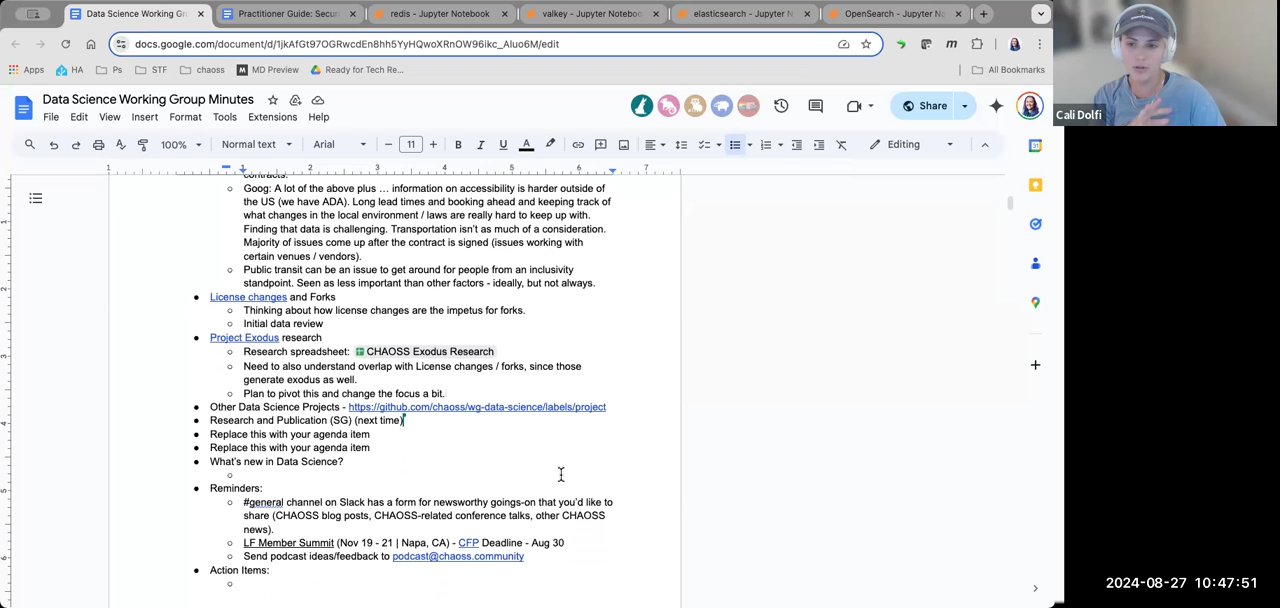 Data Science Working Gro
Practitioner Guide: Secur
redis - Jupyter Notebook
valkey - Jupyter Noteboo
elasticsearch - Jupyter N
OpenSearch - Jupyter No
docs.google.com/document/d/1jkAfGt97OGRwcdEn8hh5YyHQwoXRnOW96ikc_Aluo6M/edit
Apps
HA
Ps
STF
chaoss
MD Preview
Ready for Tech Re...
All Bookmarks
Cali Dolfi
Data Science Working Group Minutes
File Edit View Insert Format Tools Extensions Help
Share
100%
Normal text
Arial
11
B I U A
Editing
1 1 2 3 4 5 6 7
contracts.
Goog: A lot of the above plus … information on accessibility is harder outside of
the US (we have ADA). Long lead times and booking ahead and keeping track of
what changes in the local environment / laws are really hard to keep up with.
Finding that data is challenging. Transportation isn't as much of a consideration.
Majority of issues come up after the contract is signed (issues working with
certain venues / vendors).
Public transit can be an issue to get around for people from an inclusivity
standpoint. Seen as less important than other factors - ideally, but not always.
License changes and Forks
Thinking about how license changes are the impetus for forks.
Initial data review
Project Exodus research
Research spreadsheet: CHAOSS Exodus Research
Need to also understand overlap with License changes / forks, since those
generate exodus as well.
Plan to pivot this and change the focus a bit.
Other Data Science Projects - https://github.com/chaoss/wg-data-science/labels/project
Research and Publication (SG) (next time)
Replace this with your agenda item
Replace this with your agenda item
What's new in Data Science?
Reminders:
#general channel on Slack has a form for newsworthy goings-on that you'd like to
share (CHAOSS blog posts, CHAOSS-related conference talks, other CHAOSS
news).
LF Member Summit (Nov 19 - 21 | Napa, CA) - CFP Deadline - Aug 30
Send podcast ideas/feedback to podcast@chaoss.community
Action Items:
2024-08-27 10:47:51